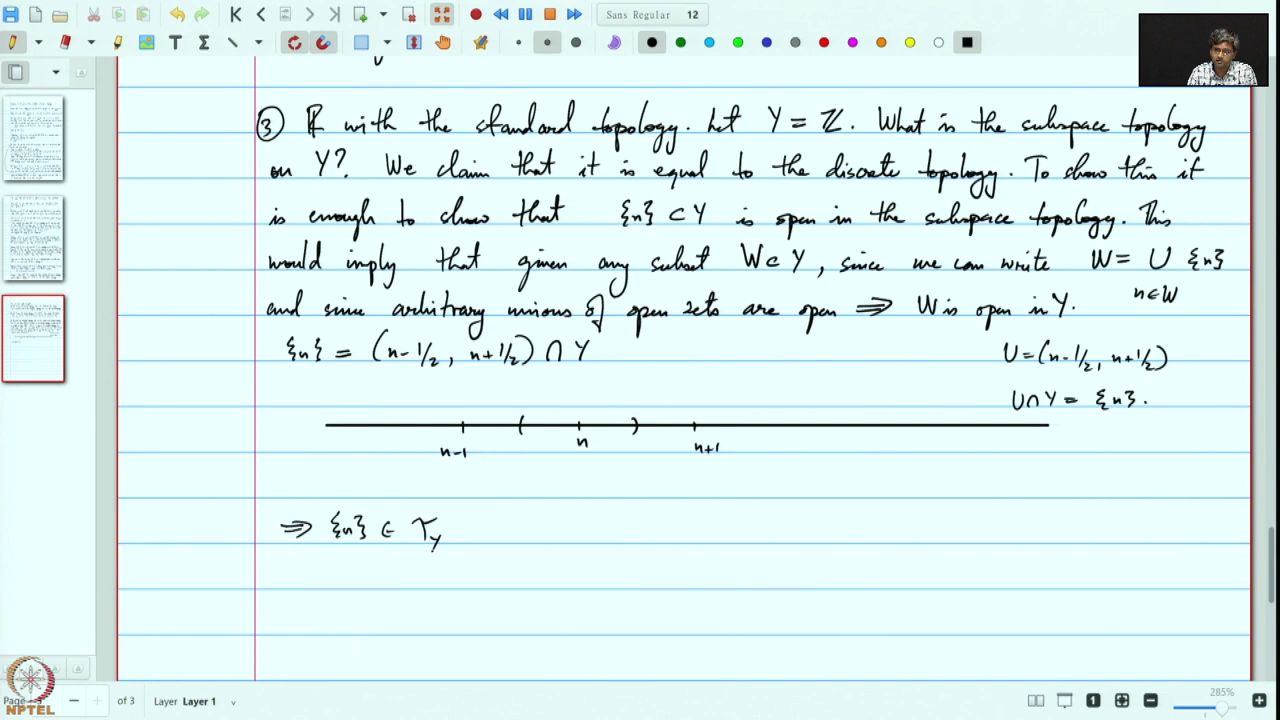 Sans Regular 12
③ ℝ with the standard topology. Let Y = ℤ. What is the subspace topology
on Y? We claim that it is equal to the discrete topology. To show this it
is enough to show that {n} ⊂ Y is open in the subspace topology. This
would imply that given any subset W ⊂ Y, since we can write W = ∪ {n}
n∈W
and since arbitrary unions of open sets are open ⇒ W is open in Y.
{n} = (n-1/2, n+1/2) ∩ Y
U = (n-1/2, n+1/2)
U∩Y = {n}.
n-1 n n+1
⇒ {n} ∈ τ_Y
NPTEL
of 3 Layer Layer 1
285%